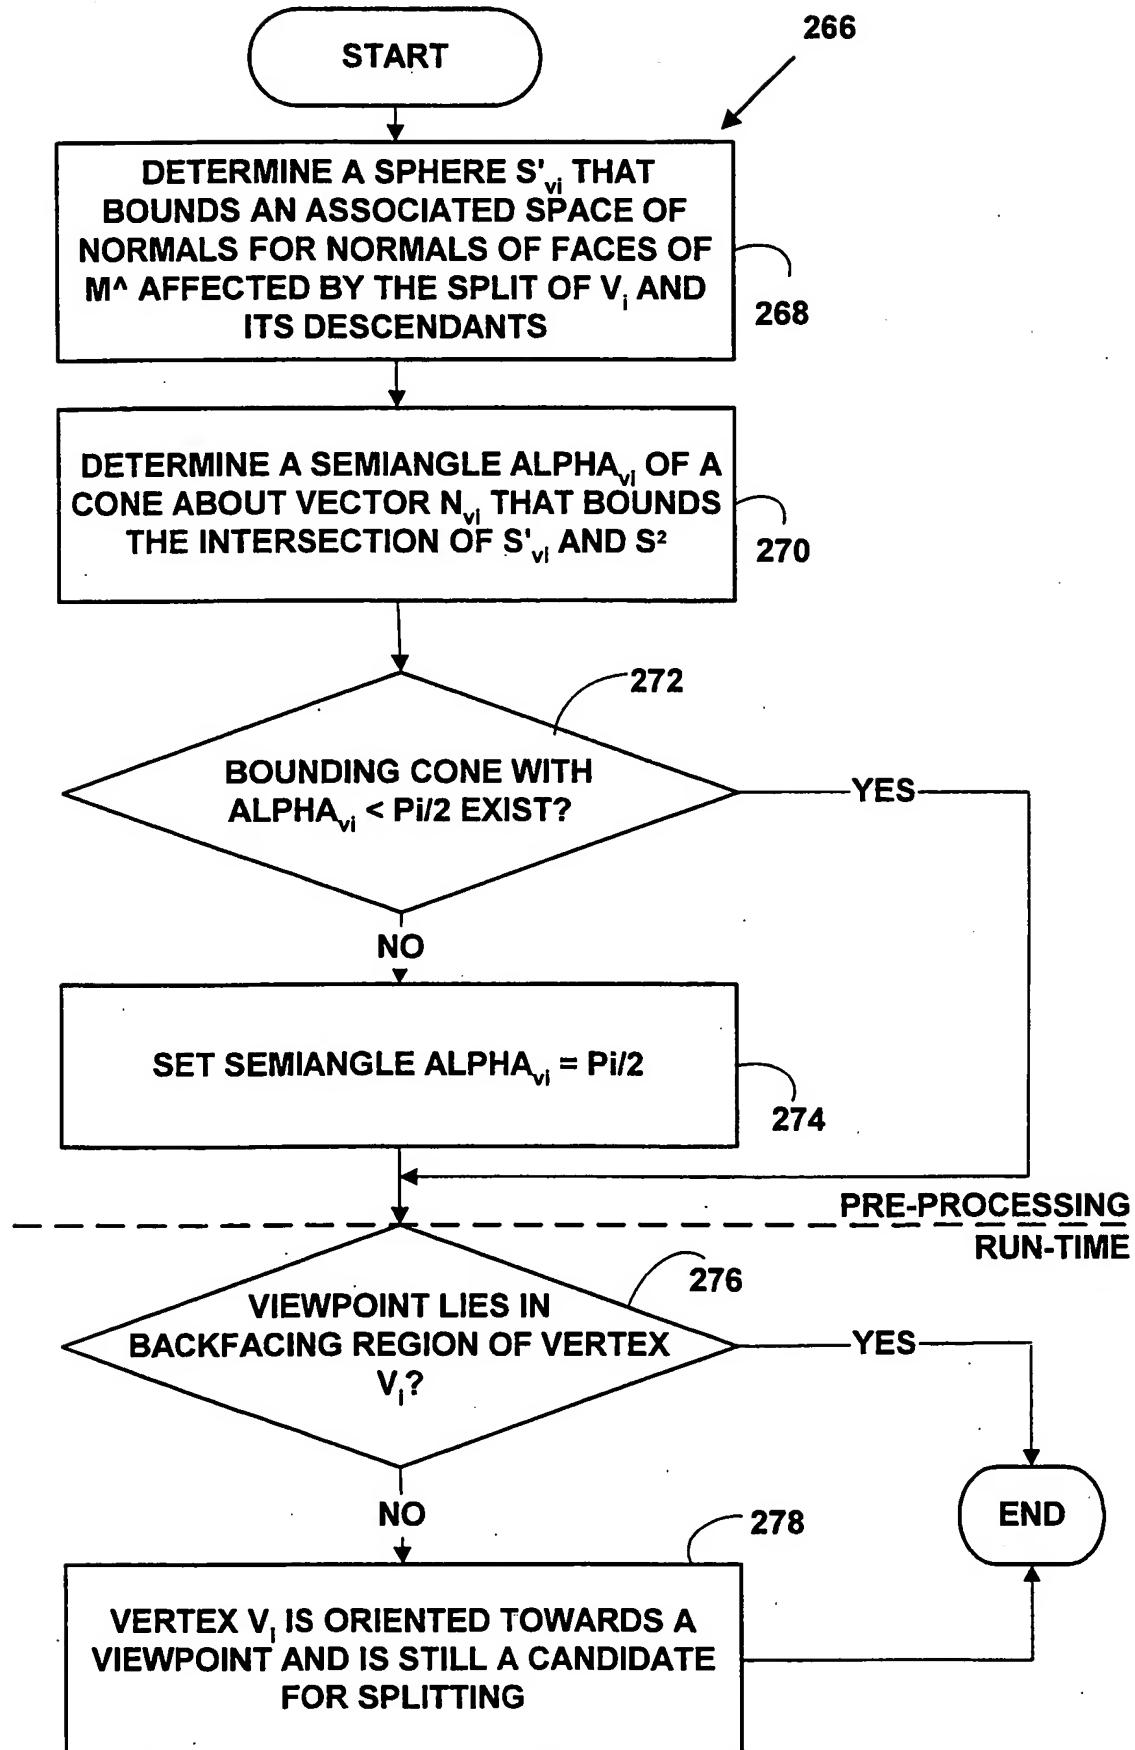 START
266
DETERMINE A SPHERE S'vi THAT
BOUNDS AN ASSOCIATED SPACE OF
NORMALS FOR NORMALS OF FACES OF
M^ AFFECTED BY THE SPLIT OF Vi AND
ITS DESCENDANTS
268
DETERMINE A SEMIANGLE ALPHAvi OF A
CONE ABOUT VECTOR Nvi THAT BOUNDS
THE INTERSECTION OF S'vi AND S²
270
272
BOUNDING CONE WITH
ALPHAvi < Pi/2 EXIST?
YES
NO
SET SEMIANGLE ALPHAvi = Pi/2
274
PRE-PROCESSING
RUN-TIME
276
VIEWPOINT LIES IN
BACKFACING REGION OF VERTEX
Vi?
YES
NO
END
278
VERTEX Vi IS ORIENTED TOWARDS A
VIEWPOINT AND IS STILL A CANDIDATE
FOR SPLITTING